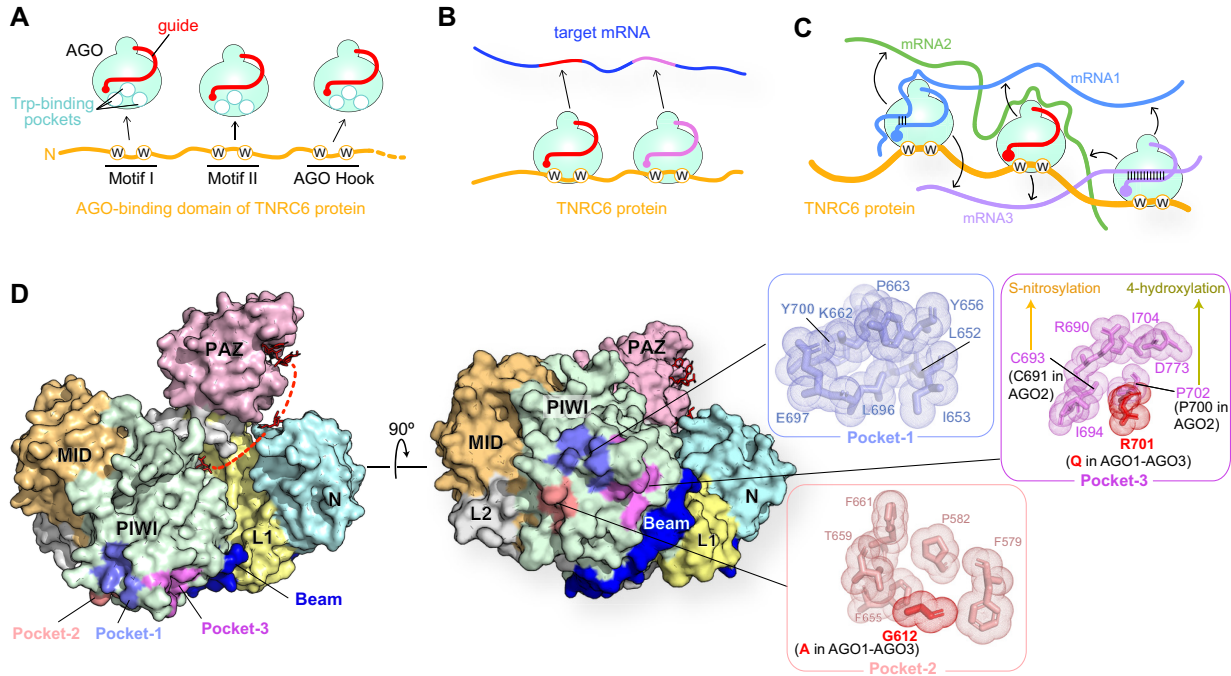 A
AGO
guide
Trp-binding
pockets
N
W W
W W
W W
Motif I
Motif II
AGO Hook
AGO-binding domain of TNRC6 protein
B
target mRNA
W W
W W
TNRC6 protein
C
mRNA2
mRNA1
W W
W W
W W
mRNA3
TNRC6 protein
D
PAZ
MID
PIWI
N
L1
Beam
Pocket-2
Pocket-1
Pocket-3
90º
PAZ
PIWI
MID
L2
N
Beam
L1
P663
Y700
K662
Y656
L652
E697
L696
I653
Pocket-1
S-nitrosylation
4-hydroxylation
R690
I704
C693
(C691 in
AGO2)
D773
P702
(P700 in
AGO2)
I694
R701
(Q in AGO1-AGO3)
Pocket-3
F661
P582
T659
F579
F655
G612
(A in AGO1-AGO3)
Pocket-2